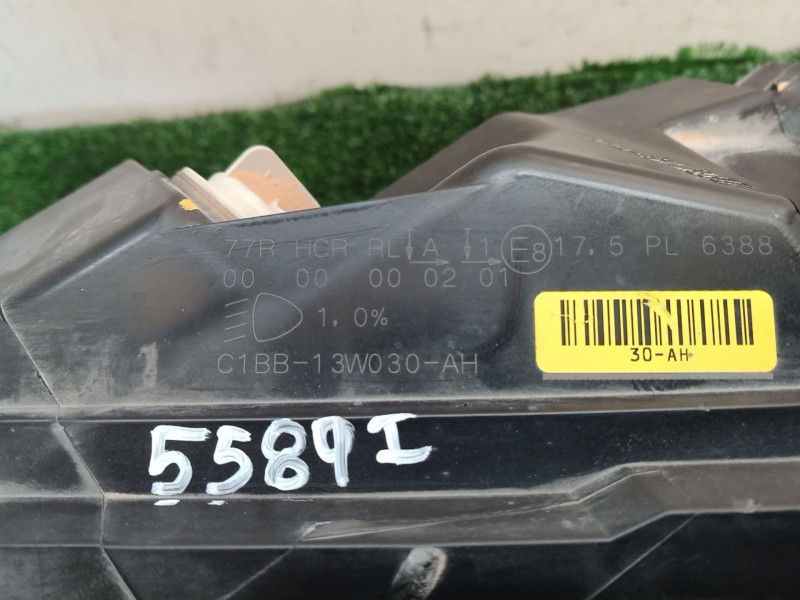 77R HCR RL A 1 E8 17.5 PL 6388
00 00 00 02 01
1,0%
C1BB-13W030-AH
30-AH
5589I